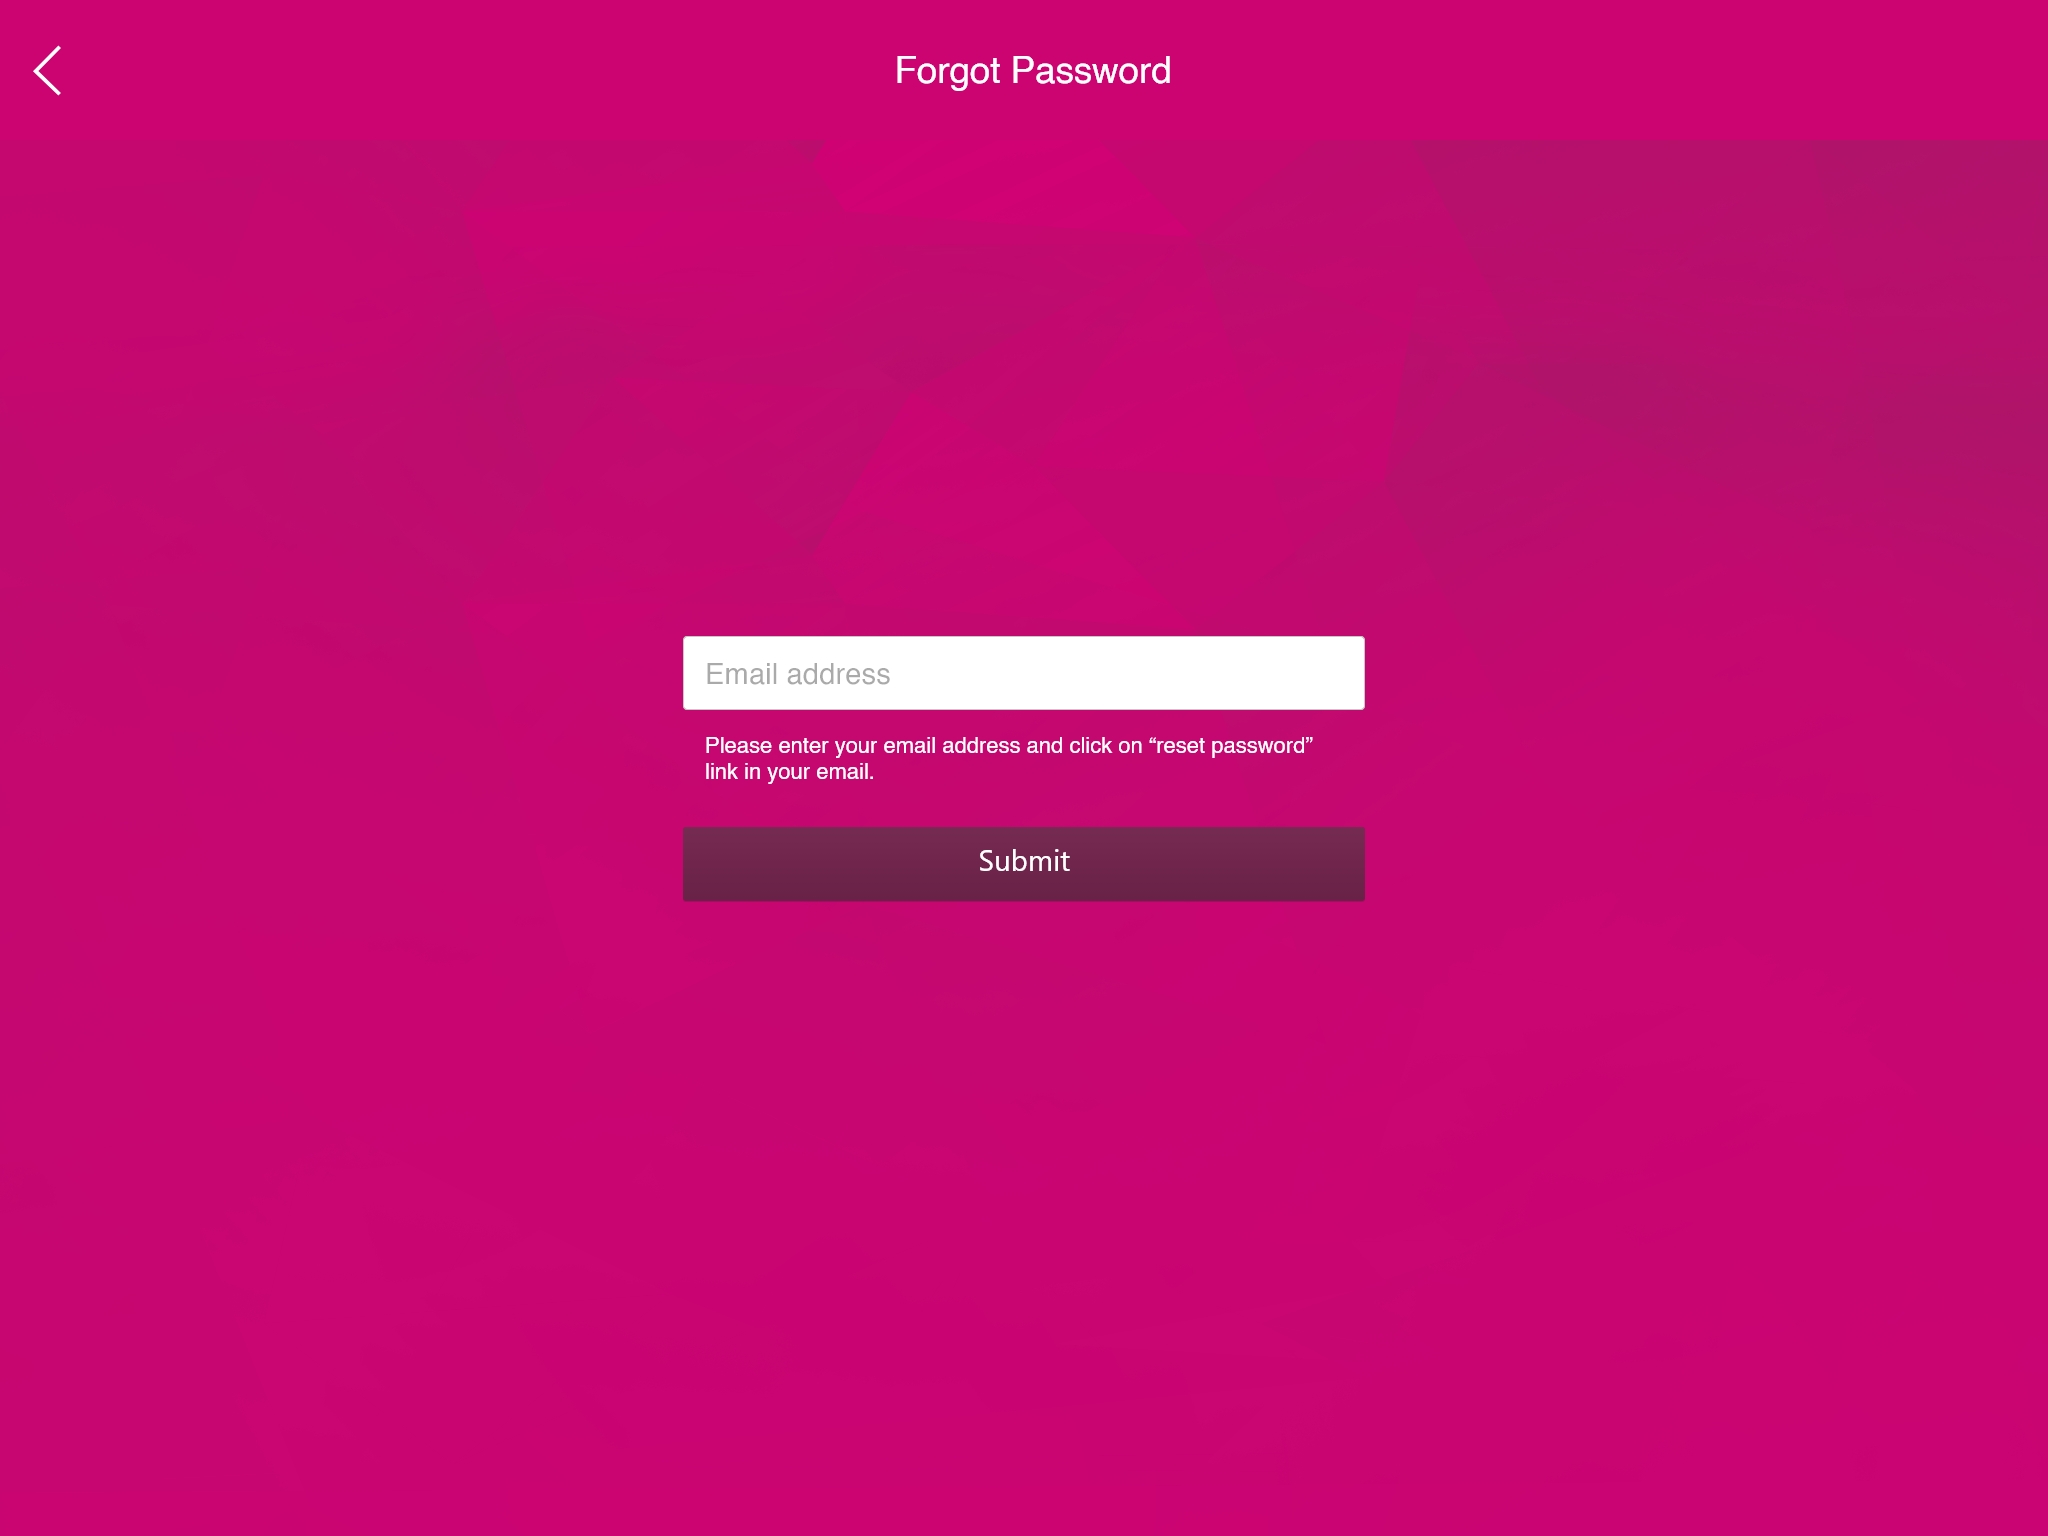 Forgot Password
Email address
Please enter your email address and click on “reset password”
link in your email.
Submit